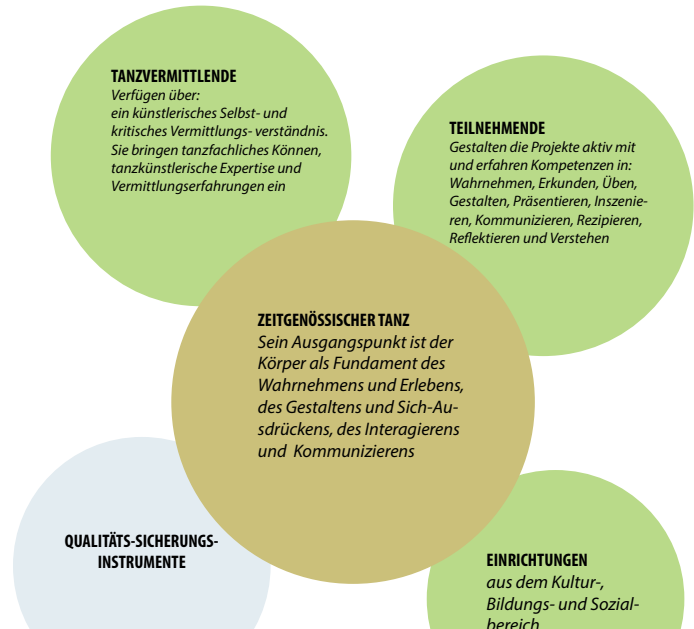 TANZVERMITTLENDE
Verfügen über:
ein künstlerisches Selbst- und
kritisches Vermittlungs- verständnis.
Sie bringen tanzfachliches Können,
tanzkünstlerische Expertise und
Vermittlungserfahrungen ein
TEILNEHMENDE
Gestalten die Projekte aktiv mit
und erfahren Kompetenzen in:
Wahrnehmen, Erkunden, Üben,
Gestalten, Präsentieren, Inszenie-
ren, Kommunizieren, Rezipieren,
Reflektieren und Verstehen
ZEITGENÖSSISCHER TANZ
Sein Ausgangspunkt ist der
Körper als Fundament des
Wahrnehmens und Erlebens,
des Gestaltens und Sich-Au-
sdrückens, des Interagierens
und Kommunizierens
QUALITÄTS-SICHERUNGS-
INSTRUMENTE
EINRICHTUNGEN
aus dem Kultur-,
Bildungs- und Sozial-
bereich